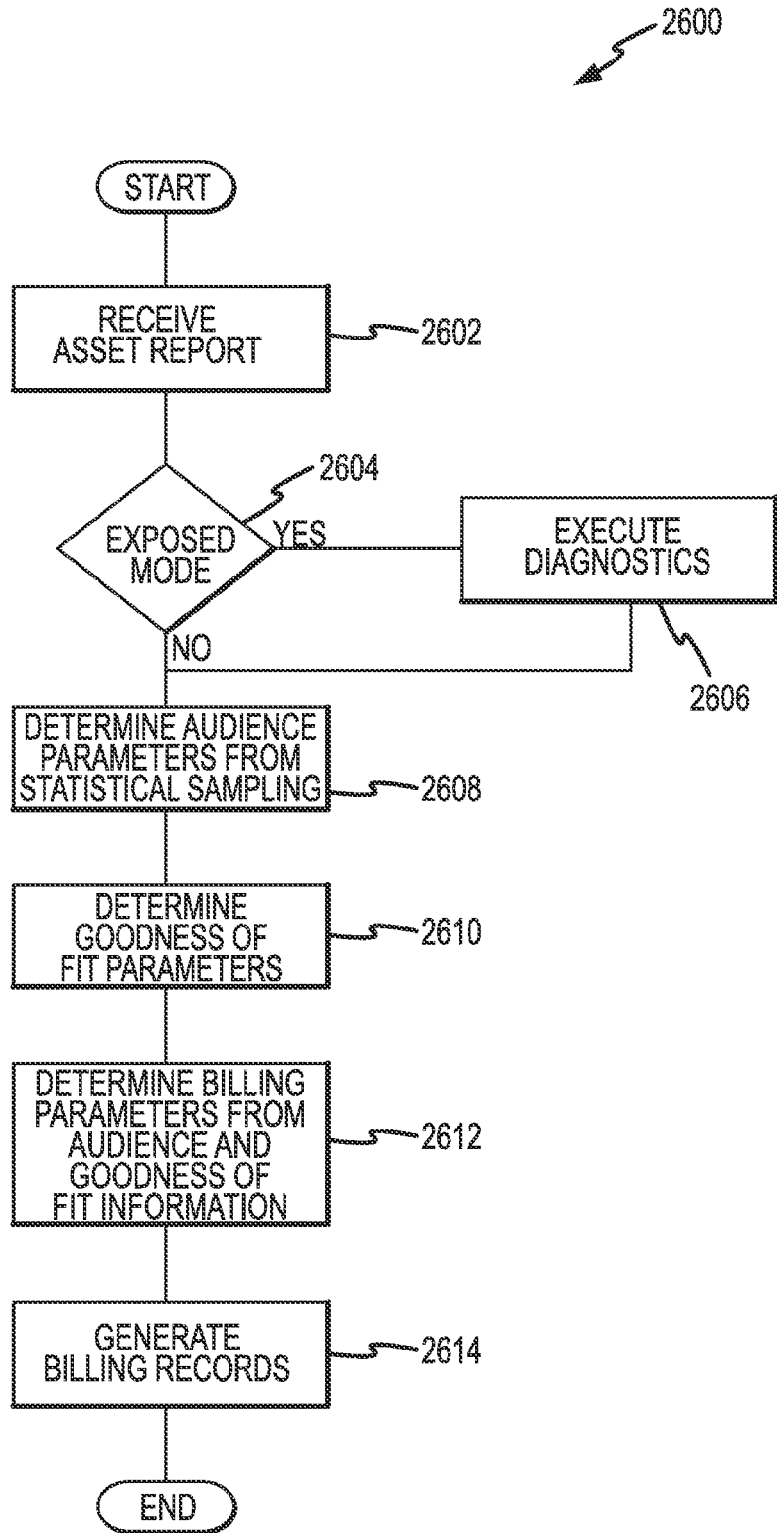 2600
START
RECEIVE
ASSET REPORT
2602
2604
EXPOSED
MODE
YES
NO
EXECUTE
DIAGNOSTICS
2606
DETERMINE AUDIENCE
PARAMETERS FROM
STATISTICAL SAMPLING
2608
DETERMINE
GOODNESS OF
FIT PARAMETERS
2610
DETERMINE BILLING
PARAMETERS FROM
AUDIENCE AND
GOODNESS OF
FIT INFORMATION
2612
GENERATE
BILLING RECORDS
2614
END